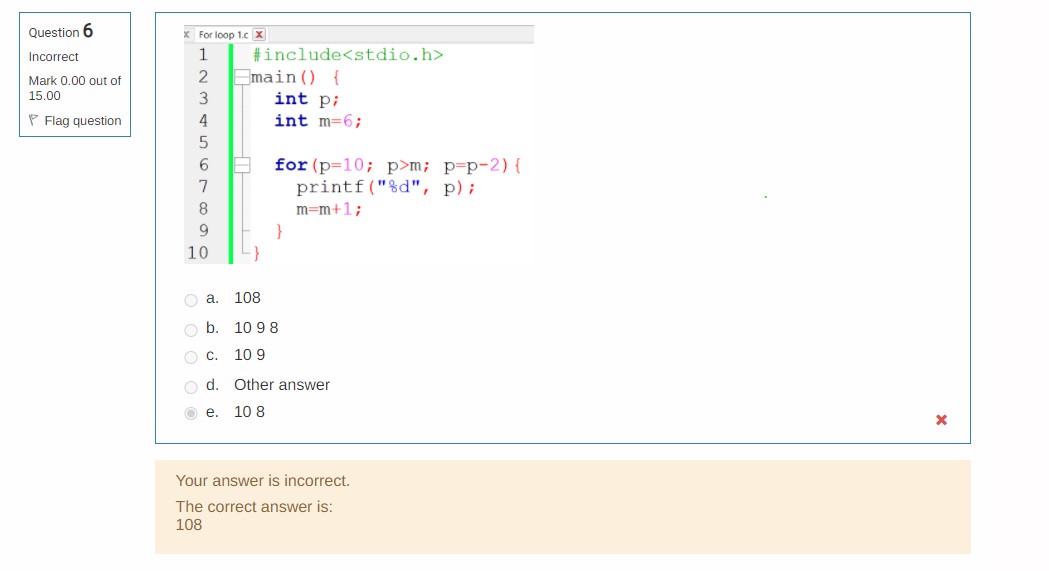 Question 6
Incorrect
Mark 0.00 out of
15.00
Flag question
For loop 1.c
1 #include<stdio.h>
2 main() {
3 int p;
4 int m=6;
5
6 for(p=10; p>m; p=p-2){
7 printf("%d", p);
8 m=m+1;
9 }
10 }
a. 108
b. 10 9 8
c. 10 9
d. Other answer
e. 10 8
Your answer is incorrect.
The correct answer is:
108